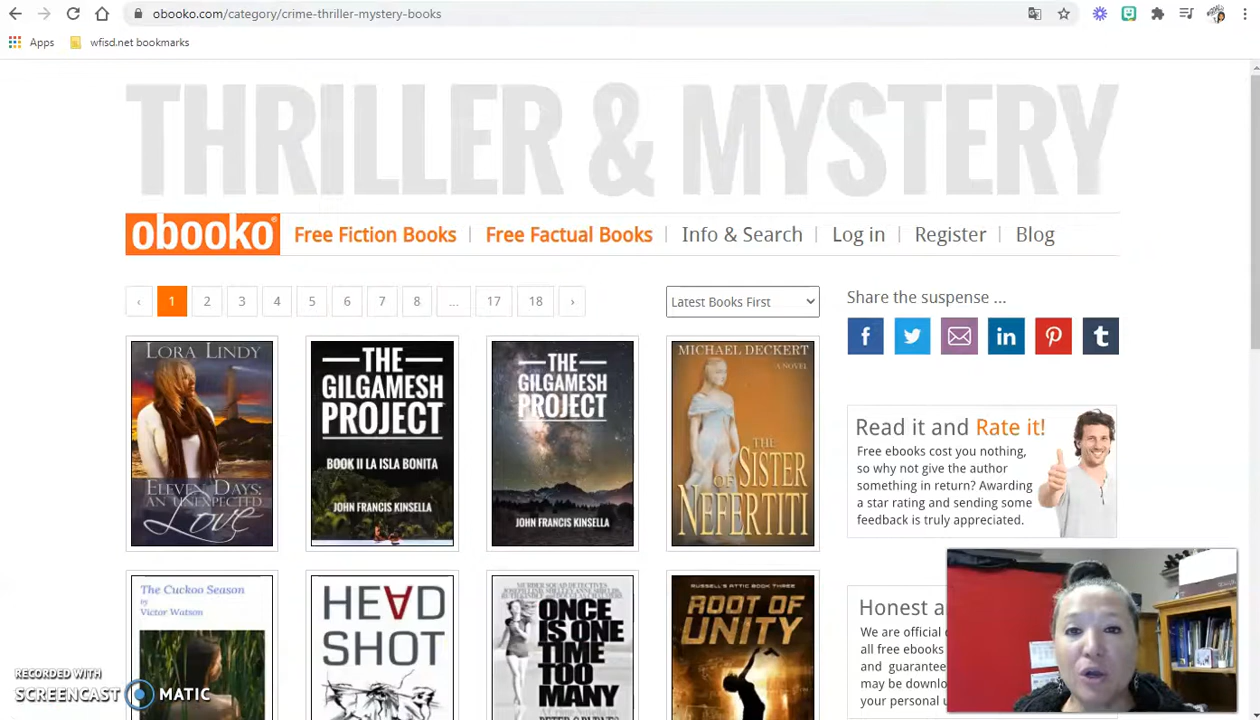 obooko.com/category/crime-thriller-mystery-books
Apps
wfisd.net bookmarks
THRILLER & MYSTERY
obooko®
Free Fiction Books | Free Factual Books | Info & Search | Log in | Register | Blog
‹ 1 2 3 4 5 6 7 8 ... 17 18 ›
Latest Books First
Share the suspense ...
LORA LINDY
ELEVEN DAYS:
AN UNEXPECTED
Love
THE
GILGAMESH
PROJECT
BOOK II LA ISLA BONITA
JOHN FRANCIS KINSELLA
THE
GILGAMESH
PROJECT
JOHN FRANCIS KINSELLA
MICHAEL DECKERT
A NOVEL
THE
SISTER
OF
NEFERTITI
Read it and Rate it!
Free ebooks cost you nothing,
so why not give the author
something in return? Awarding
a star rating and sending some
feedback is truly appreciated.
The Cuckoo Season
by
Victor Watson
HEAD
SHOT
MURDER SQUAD DETECTIVES
ONCE
IS ONE
TIME
TOO
MANY
RUSSELL'S ATTIC BOOK THREE
ROOT OF
UNITY
Honest a
We are official
all free ebooks
and guarantee
may be downlo
your personal u
RECORDED WITH
SCREENCAST MATIC